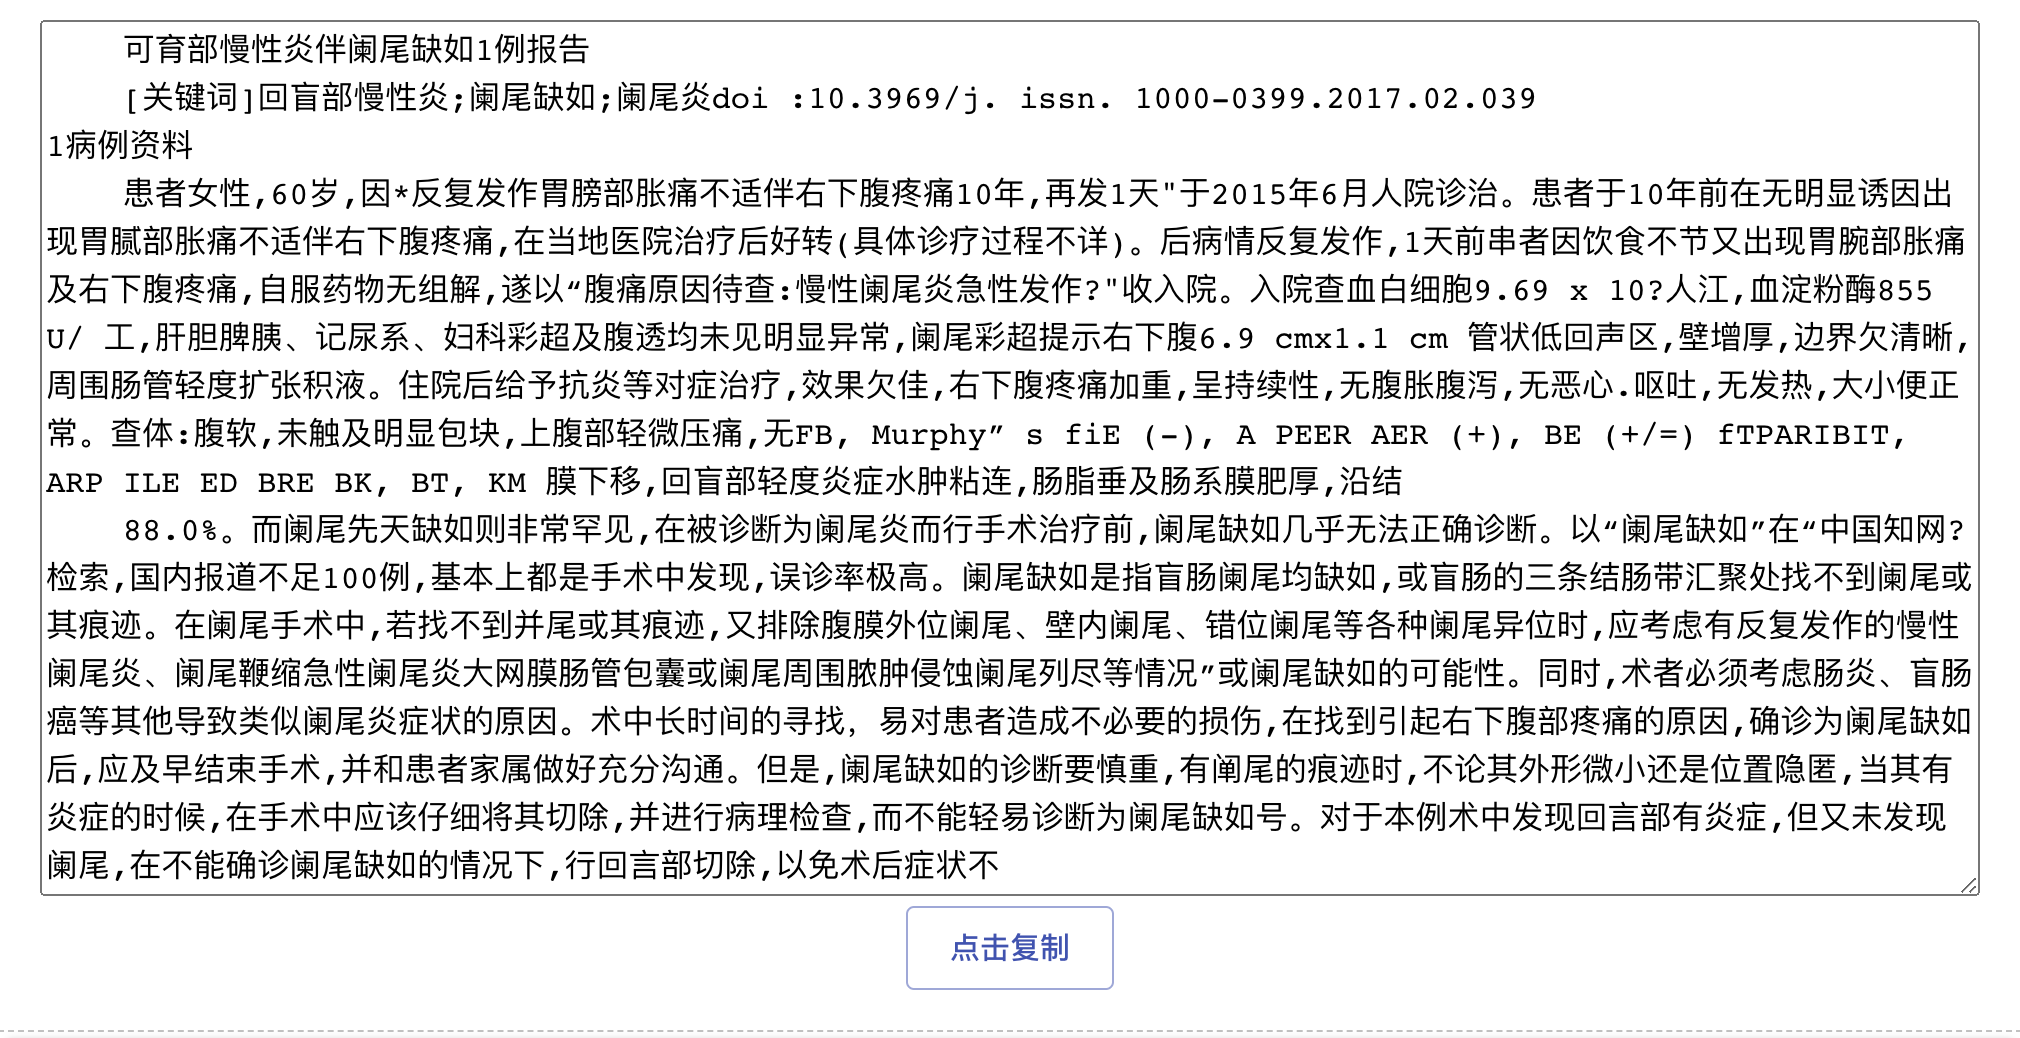 可育部慢性炎伴阑尾缺如1例报告
[关键词]回盲部慢性炎;阑尾缺如;阑尾炎doi :10.3969/j. issn. 1000-0399.2017.02.039
1病例资料
患者女性,60岁,因*反复发作胃膀部胀痛不适伴右下腹疼痛10年,再发1天"于2015年6月人院诊治。患者于10年前在无明显诱因出
现胃腻部胀痛不适伴右下腹疼痛,在当地医院治疗后好转(具体诊疗过程不详)。后病情反复发作,1天前串者因饮食不节又出现胃腕部胀痛
及右下腹疼痛,自服药物无组解,遂以“腹痛原因待查:慢性阑尾炎急性发作?"收入院。入院查血白细胞9.69 x 10?人江,血淀粉酶855
U/ 工,肝胆脾胰、记尿系、妇科彩超及腹透均未见明显异常,阑尾彩超提示右下腹6.9 cmx1.1 cm 管状低回声区,壁增厚,边界欠清晰,
周围肠管轻度扩张积液。住院后给予抗炎等对症治疗,效果欠佳,右下腹疼痛加重,呈持续性,无腹胀腹泻,无恶心.呕吐,无发热,大小便正
常。查体:腹软,未触及明显包块,上腹部轻微压痛,无FB, Murphy” s fiE (-), A PEER AER (+), BE (+/=) fTPARIBIT,
ARP ILE ED BRE BK, BT, KM 膜下移,回盲部轻度炎症水肿粘连,肠脂垂及肠系膜肥厚,沿结
88.0%。而阑尾先天缺如则非常罕见,在被诊断为阑尾炎而行手术治疗前,阑尾缺如几乎无法正确诊断。以“阑尾缺如”在“中国知网?
检索,国内报道不足100例,基本上都是手术中发现,误诊率极高。阑尾缺如是指盲肠阑尾均缺如,或盲肠的三条结肠带汇聚处找不到阑尾或
其痕迹。在阑尾手术中,若找不到并尾或其痕迹,又排除腹膜外位阑尾、壁内阑尾、错位阑尾等各种阑尾异位时,应考虑有反复发作的慢性
阑尾炎、阑尾鞭缩急性阑尾炎大网膜肠管包囊或阑尾周围脓肿侵蚀阑尾列尽等情况”或阑尾缺如的可能性。同时,术者必须考虑肠炎、盲肠
癌等其他导致类似阑尾炎症状的原因。术中长时间的寻找，易对患者造成不必要的损伤,在找到引起右下腹部疼痛的原因,确诊为阑尾缺如
后,应及早结束手术,并和患者家属做好充分沟通。但是,阑尾缺如的诊断要慎重,有阐尾的痕迹时,不论其外形微小还是位置隐匿,当其有
炎症的时候,在手术中应该仔细将其切除,并进行病理检查,而不能轻易诊断为阑尾缺如号。对于本例术中发现回言部有炎症,但又未发现
阑尾,在不能确诊阑尾缺如的情况下,行回言部切除,以免术后症状不
点击复制